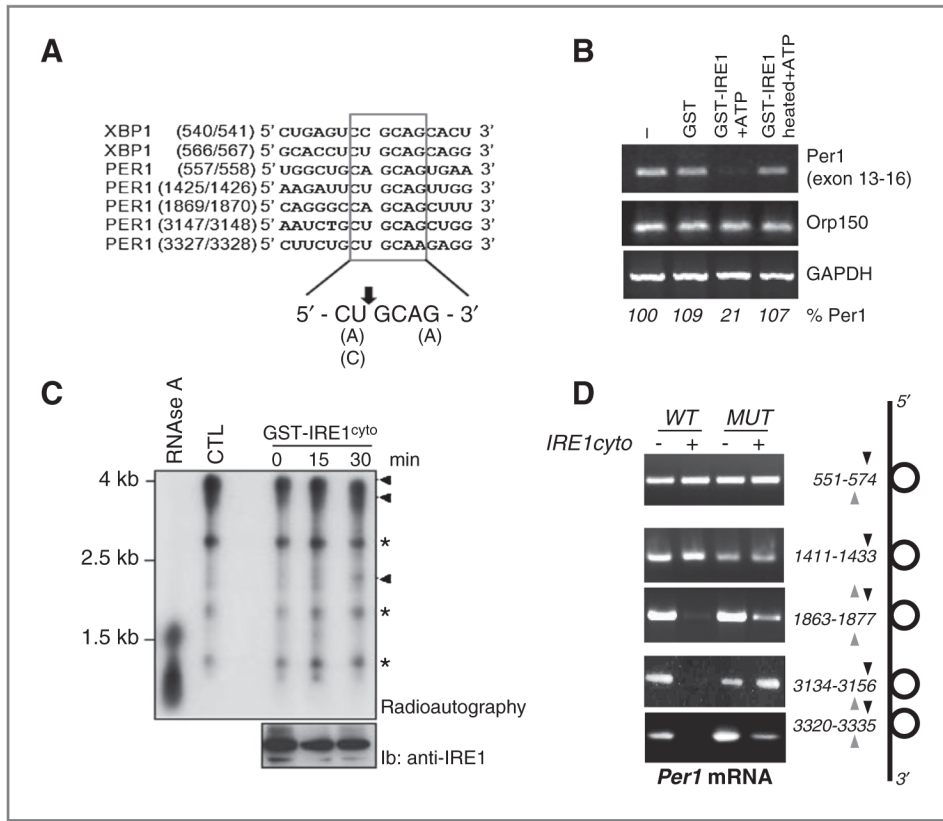 A
XBP1 (540/541) 5′ CUGAGUCC GCAGCACU 3′
XBP1 (566/567) 5′ GCACCUCU GCAGCAGG 3′
PER1 (557/558) 5′ UGGCUGCA GCAGUGAA 3′
PER1 (1425/1426) 5′ AAGAUUCU GCAGUUGG 3′
PER1 (1869/1870) 5′ CAGGGCCA GCAGCUUU 3′
PER1 (3147/3148) 5′ AAUCUGCU GCAGCUGG 3′
PER1 (3327/3328) 5′ CUUCUGCU GCAAGAGG 3′
5′ - CU GCAG - 3′
(A) (A)
(C)
B
–
GST
GST-IRE1 +ATP
GST-IRE1 heated+ATP
Per1
(exon 13-16)
Orp150
GAPDH
100 109 21 107 % Per1
C
RNAse A
CTL
GST-IRE1cyto
0 15 30 min
4 kb
*
2.5 kb
*
1.5 kb
*
Radioautography
Ib: anti-IRE1
D
WT MUT
IRE1cyto - + - +
5′
551-574
1411-1433
1863-1877
3134-3156
3320-3335
Per1 mRNA
3′